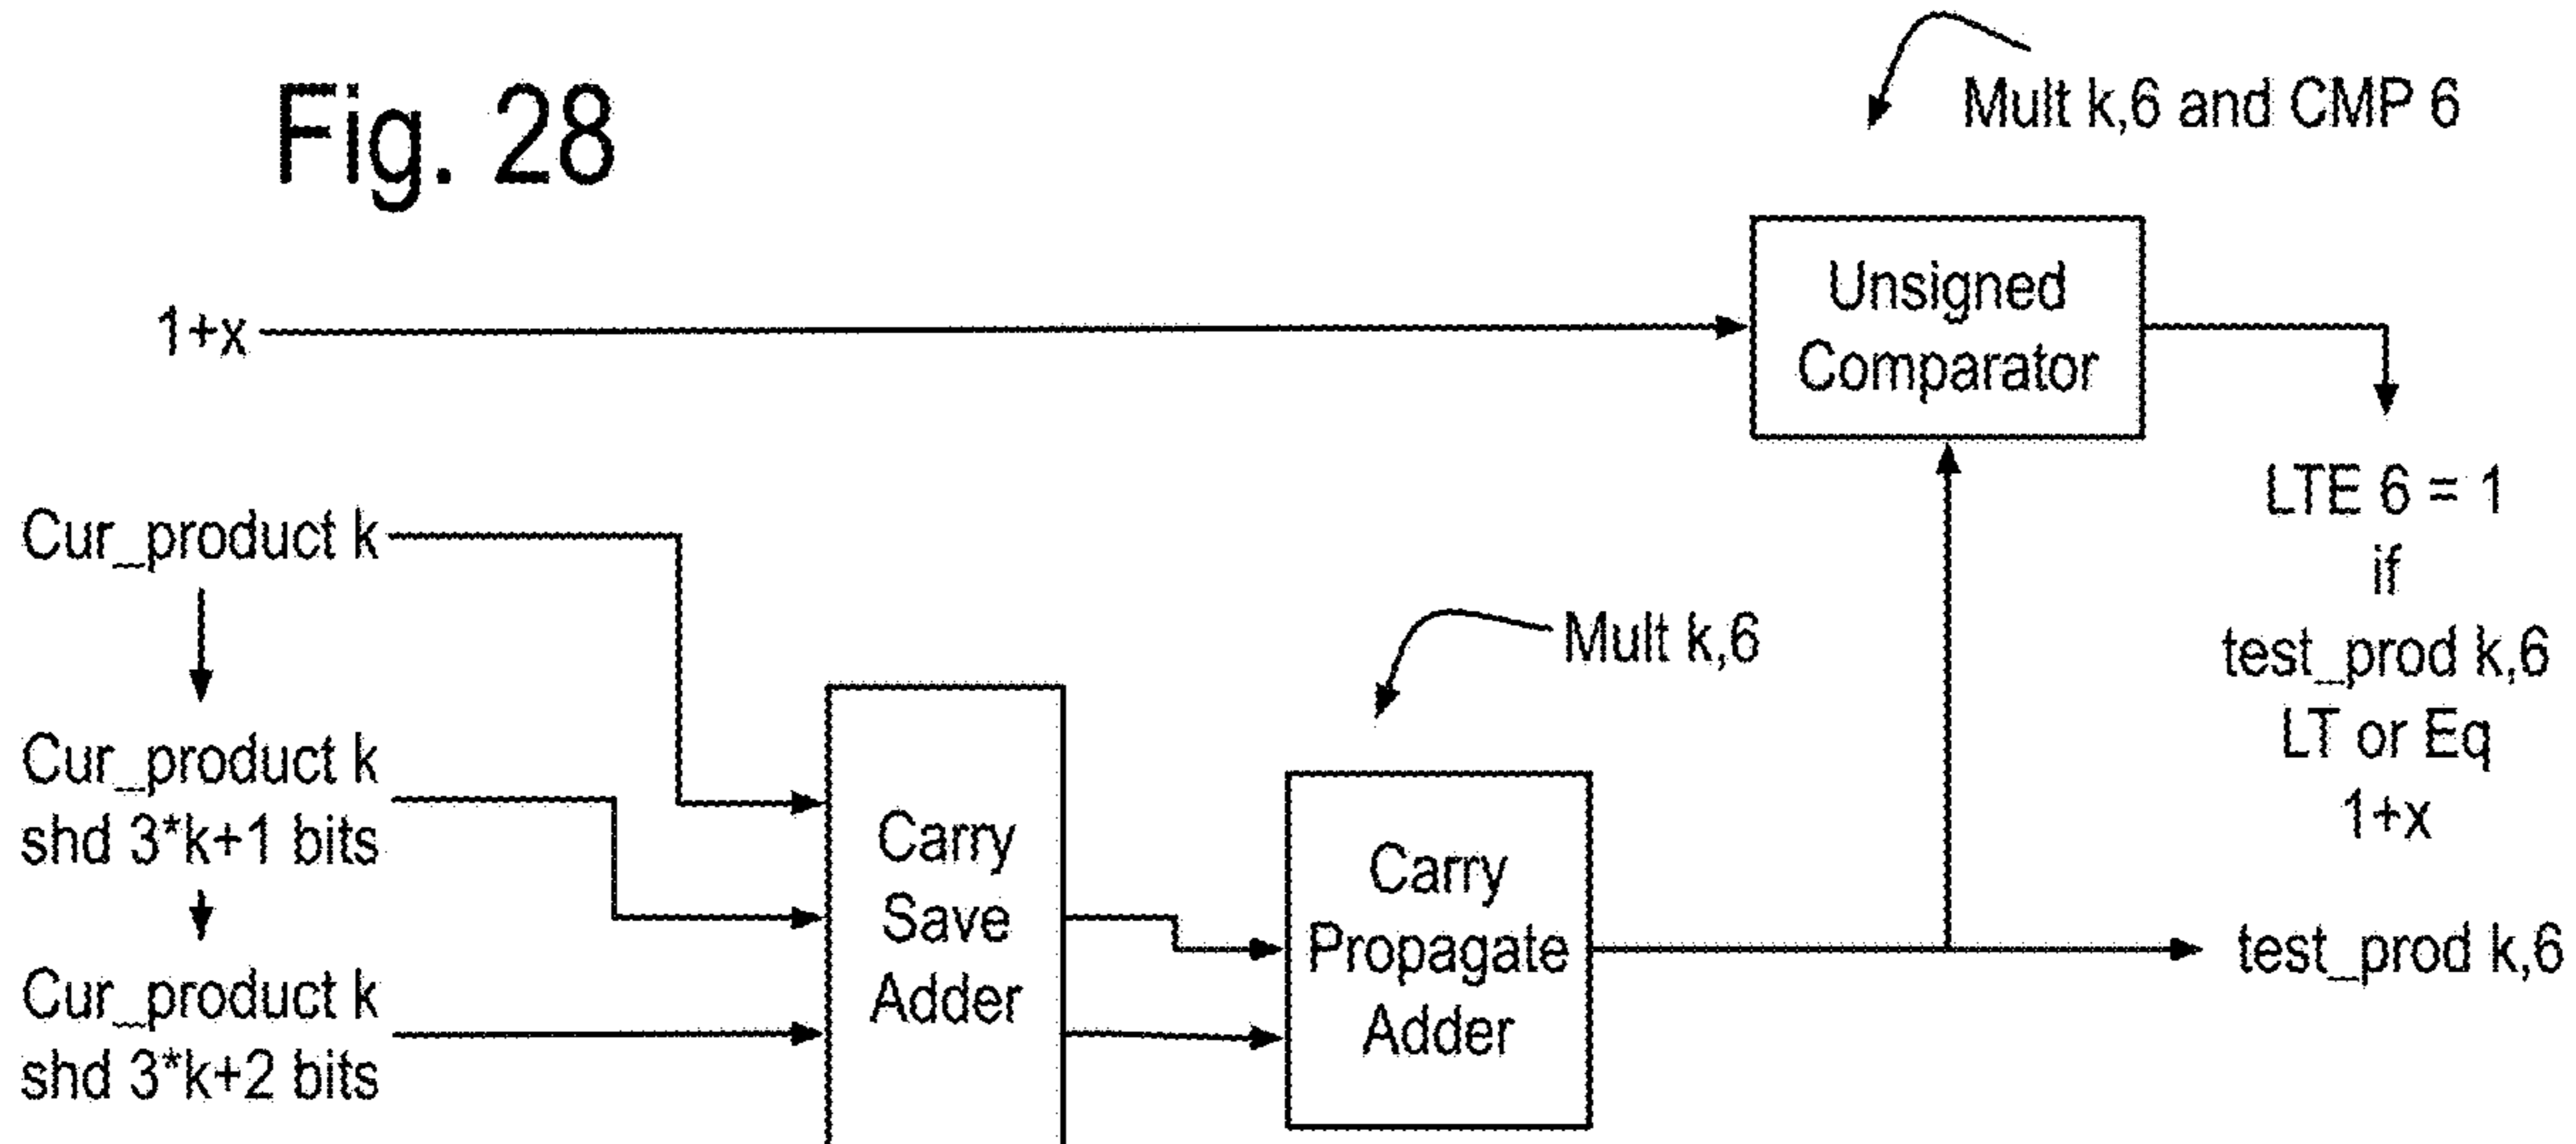 Fig. 28
Mult k,6 and CMP 6
Unsigned
Comparator
1+x
LTE 6 = 1
if
test_prod k,6
LT or Eq
1+x
Cur_product k
Mult k,6
Cur_product k
shd 3*k+1 bits
Carry
Save
Adder
Carry
Propagate
Adder
test_prod k,6
Cur_product k
shd 3*k+2 bits